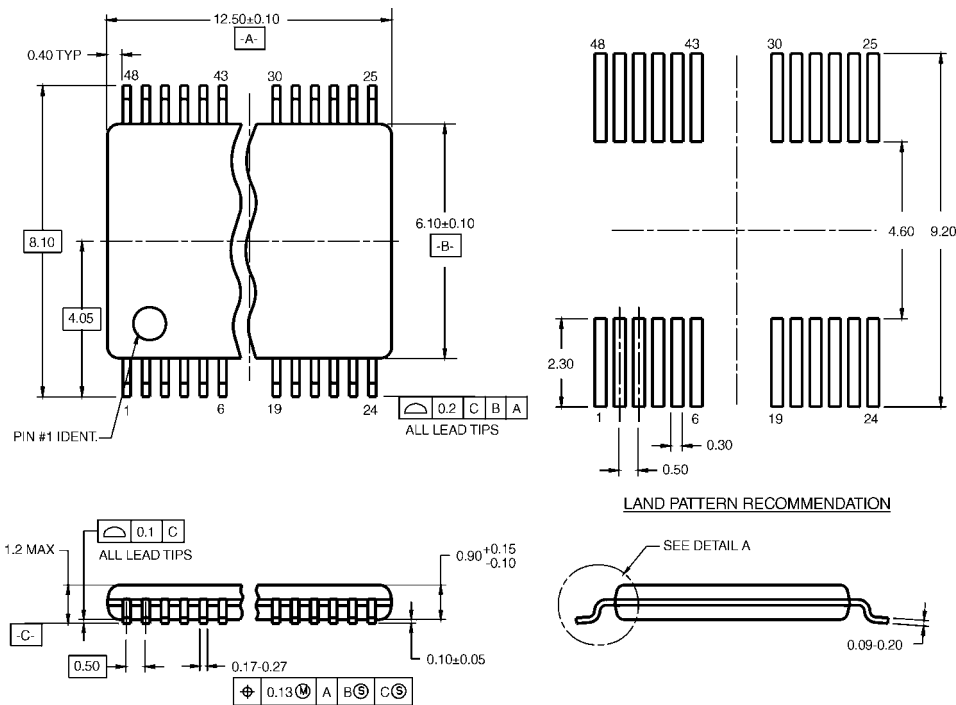 12.50±0.10
-A-
0.40 TYP
48 43 30 25
8.10
4.05
6.10±0.10
-B-
1 6 19 24
PIN #1 IDENT.
0.2 C B A
ALL LEAD TIPS
48 43 30 25
4.60
9.20
2.30
1 6 19 24
0.30
0.50
LAND PATTERN RECOMMENDATION
0.1 C
ALL LEAD TIPS
1.2 MAX
0.90 +0.15
-0.10
-C-
0.50
0.17-0.27
0.10±0.05
0.13 Ⓜ A B Ⓢ C Ⓢ
SEE DETAIL A
0.09-0.20